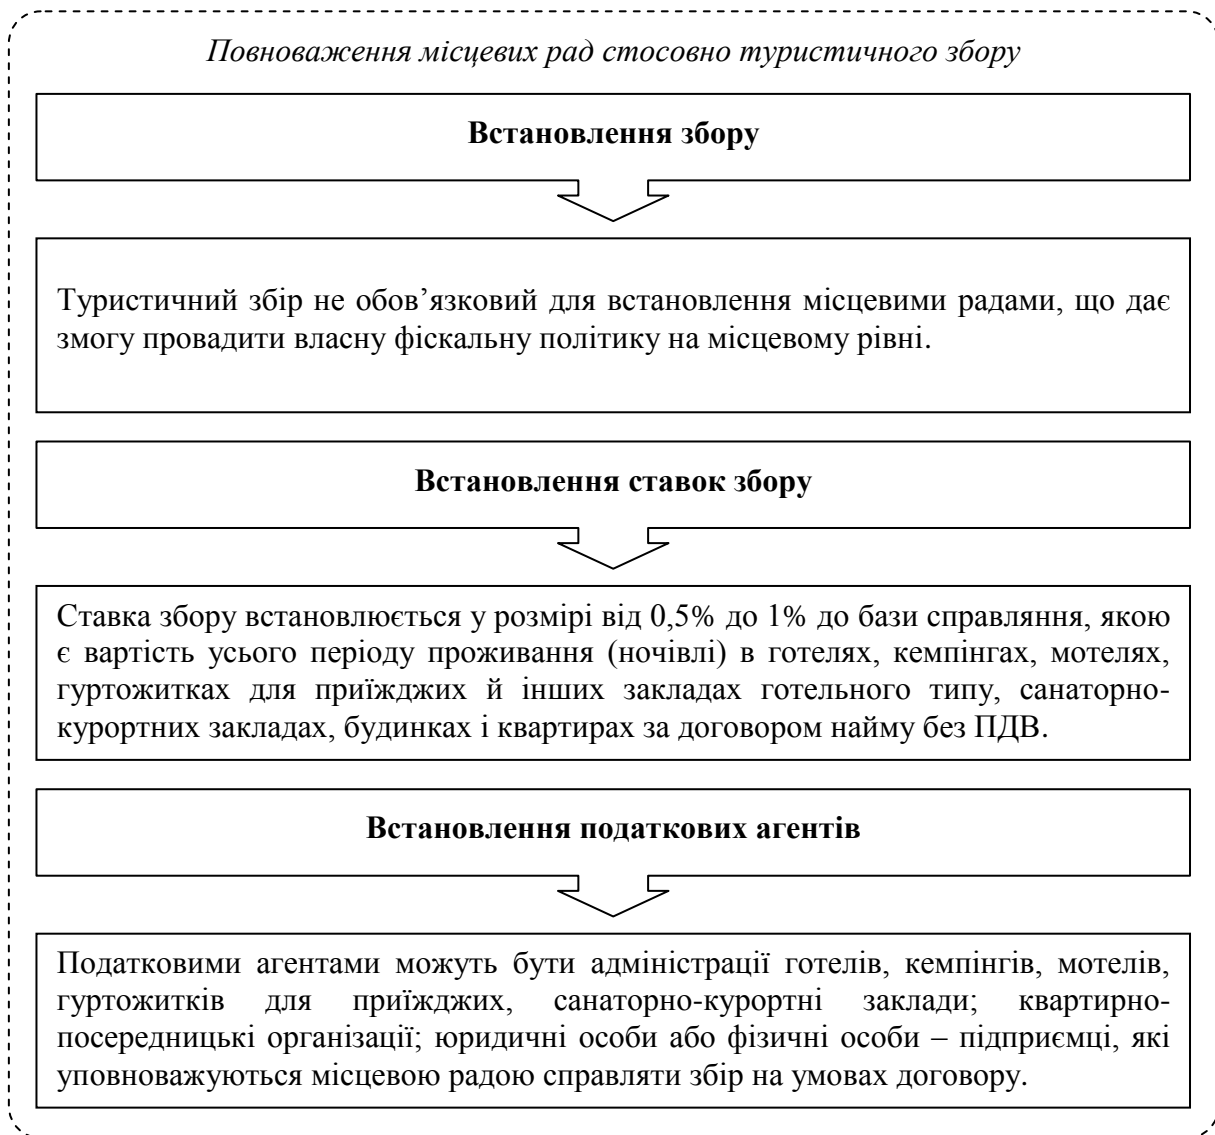 Повноваження місцевих рад стосовно туристичного збору
Встановлення збору
Туристичний збір не обов’язковий для встановлення місцевими радами, що дає
змогу провадити власну фіскальну політику на місцевому рівні.
Встановлення ставок збору
Ставка збору встановлюється у розмірі від 0,5% до 1% до бази справляння, якою
є вартість усього періоду проживання (ночівлі) в готелях, кемпінгах, мотелях,
гуртожитках для приїжджих й інших закладах готельного типу, санаторно-
курортних закладах, будинках і квартирах за договором найму без ПДВ.
Встановлення податкових агентів
Податковими агентами можуть бути адміністрації готелів, кемпінгів, мотелів,
гуртожитків для приїжджих, санаторно-курортні заклади; квартирно-
посередницькі організації; юридичні особи або фізичні особи – підприємці, які
уповноважуються місцевою радою справляти збір на умовах договору.